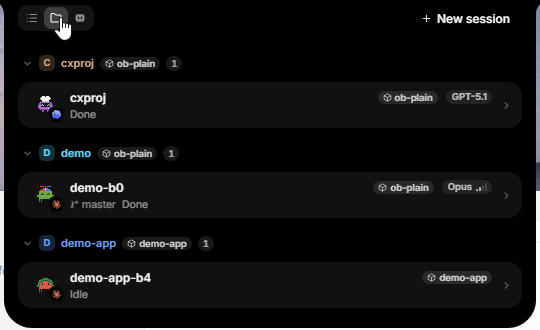 + New session
C cxproj ob-plain 1
cxproj ob-plain GPT-5.1
Done
D demo ob-plain 1
demo-b0 ob-plain Opus
master Done
D demo-app demo-app 1
demo-app-b4 demo-app
Idle